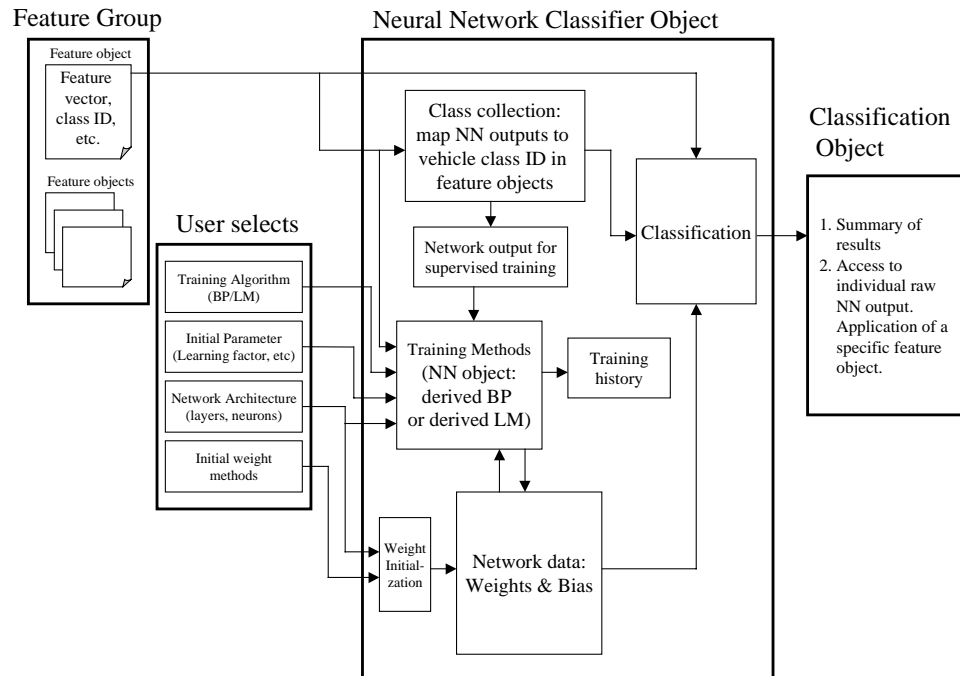 Feature Group
Feature object
Feature
vector,
class ID,
etc.
Feature objects
User selects
Training Algorithm
(BP/LM)
Initial Parameter
(Learning factor, etc)
Network Architecture
(layers, neurons)
Initial weight
methods
Neural Network Classifier Object
Class collection:
map NN outputs to
vehicle class ID in
feature objects
Network output for
supervised training
Training Methods
(NN object:
derived BP
or derived LM)
Training
history
Weight
Initial-
zation
Network data:
Weights & Bias
Classification
Classification
Object
1. Summary of
results
2. Access to
individual raw
NN output.
Application of a
specific feature
object.